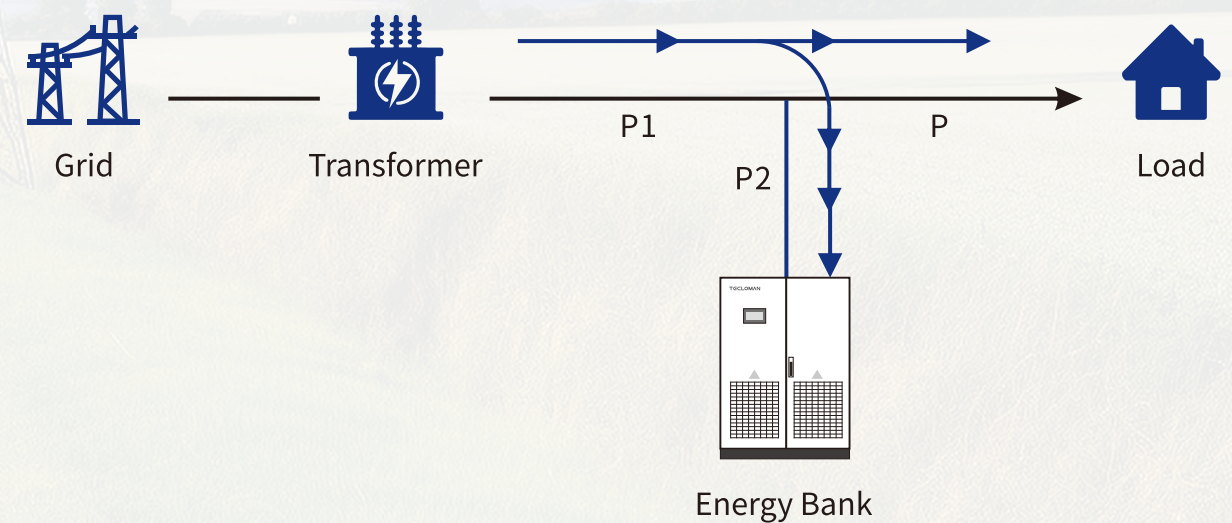 P1
P
P2
Grid
Transformer
Load
TGCLOMAN
Energy Bank